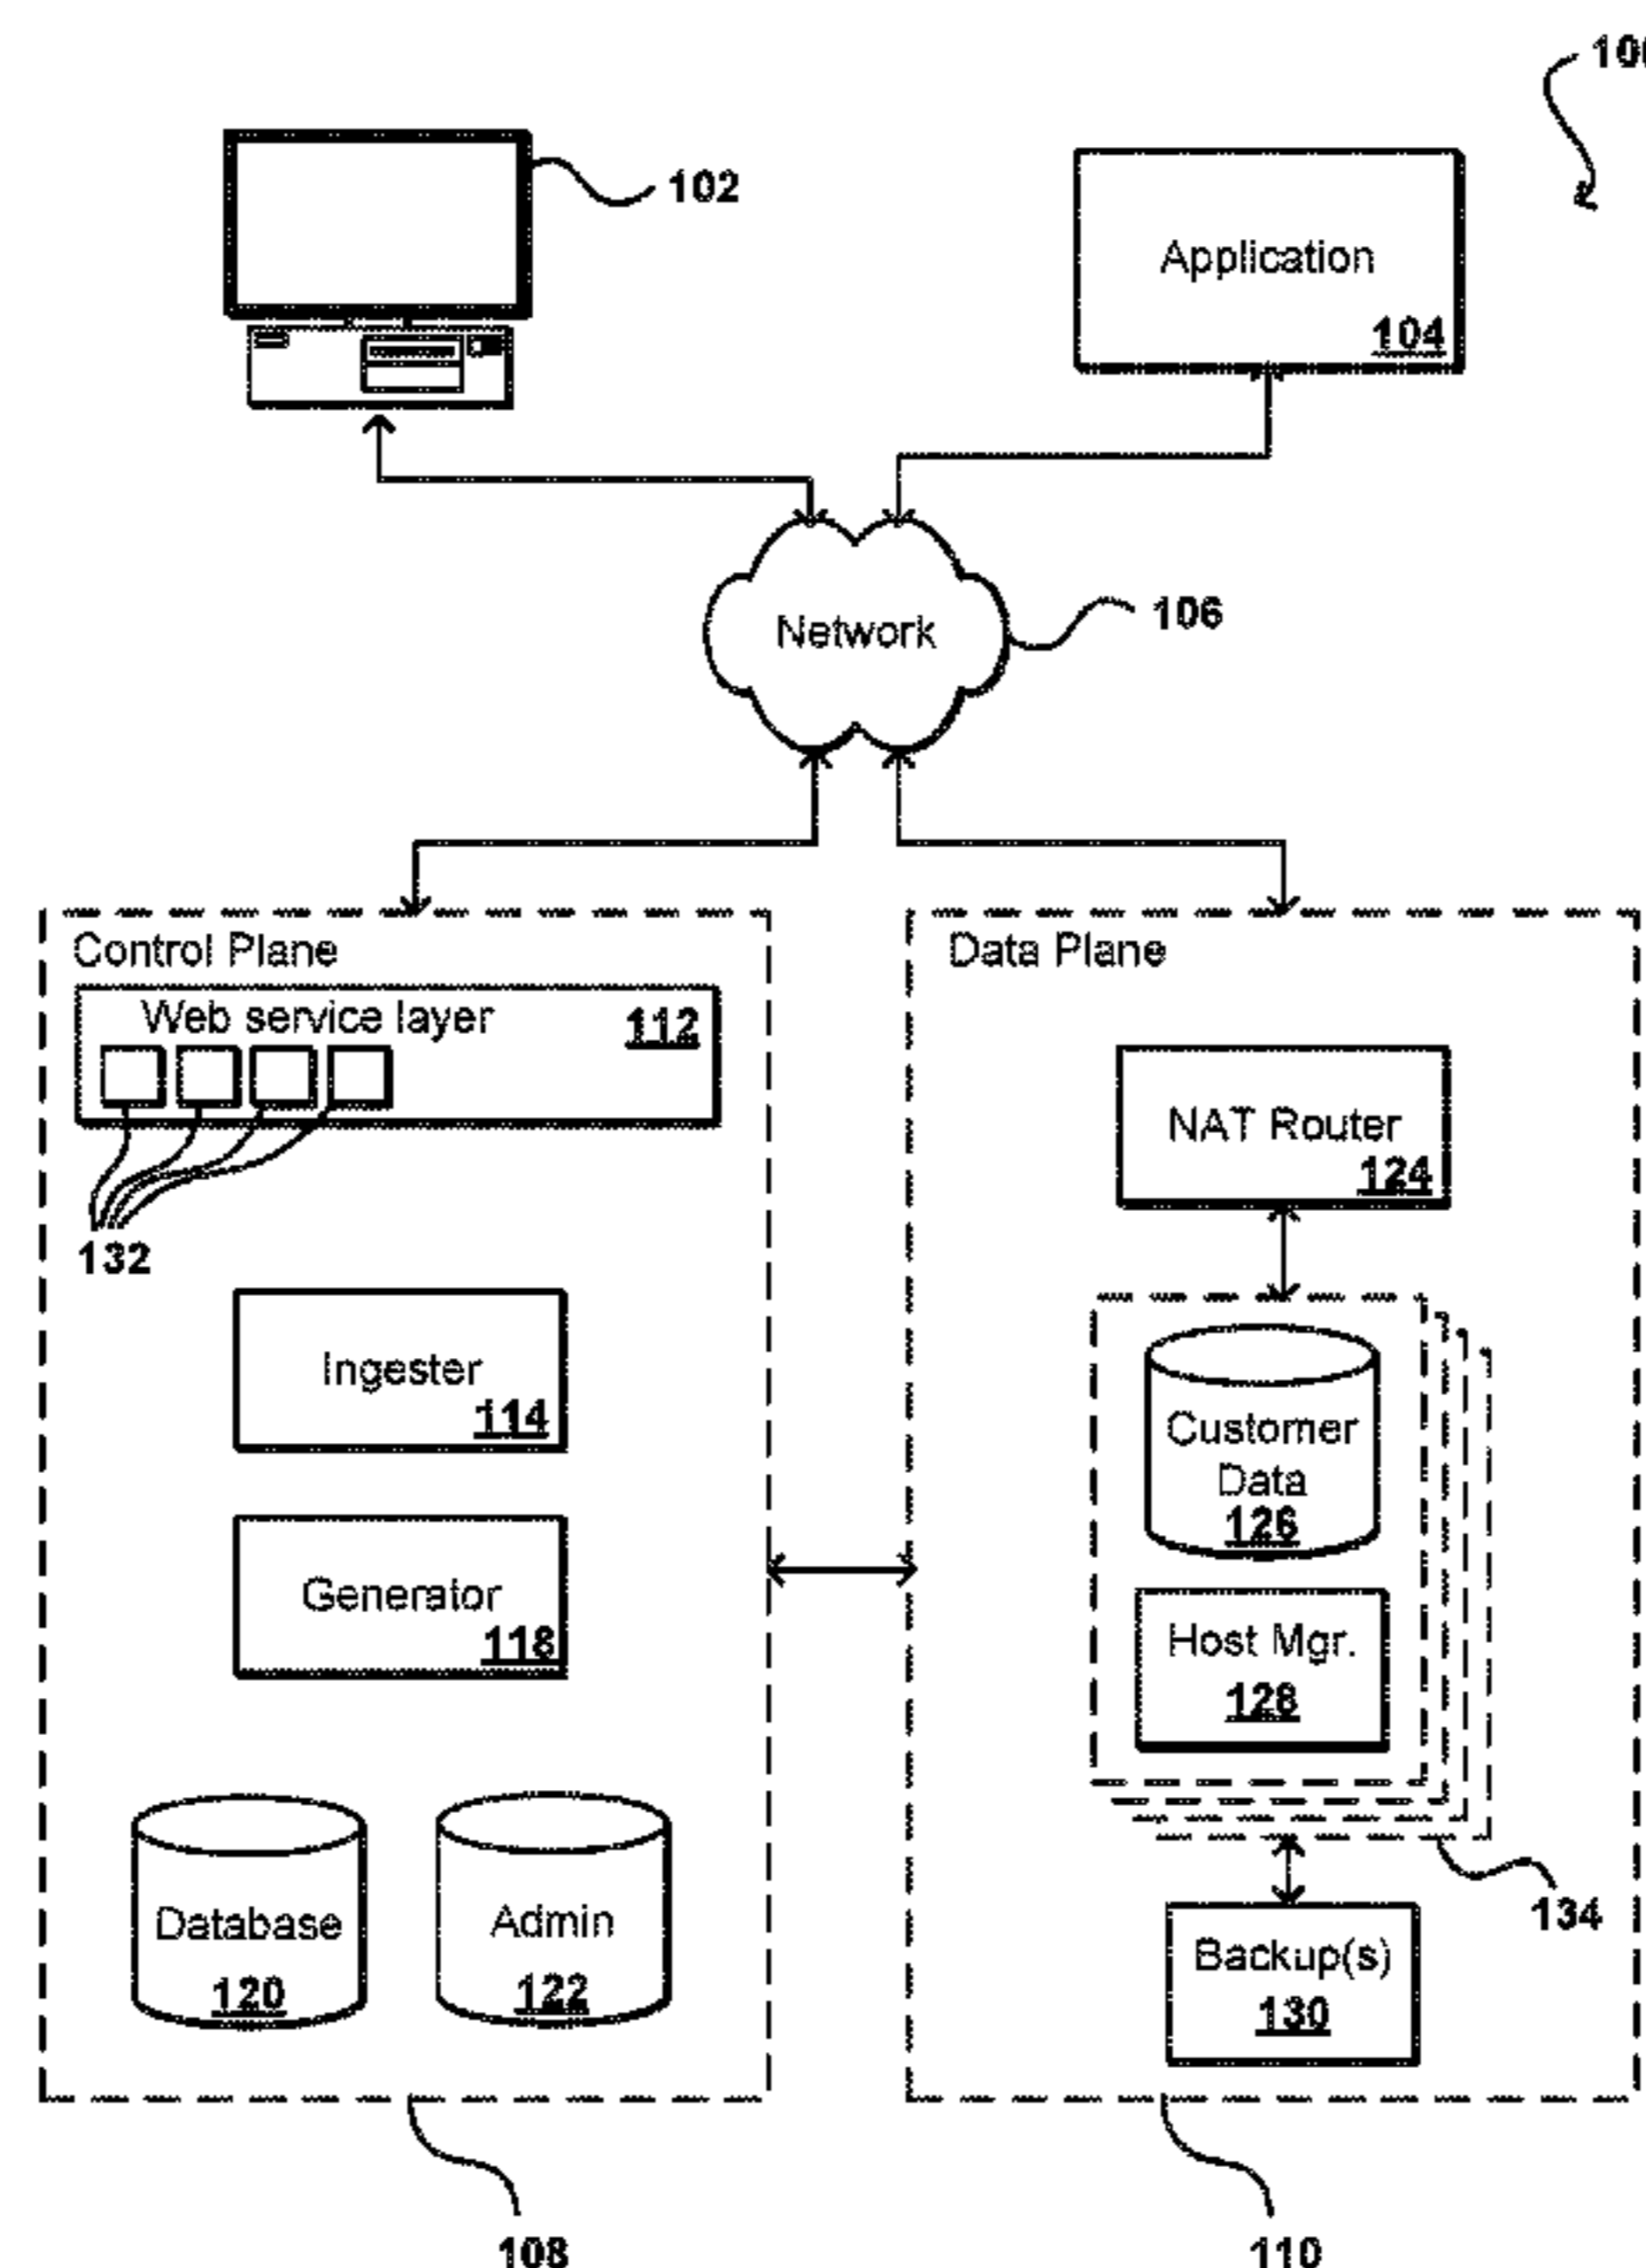 102
Application
104
Network
106
Control Plane
Web service layer
112
132
Ingester
114
Generator
118
Database
120
Admin
122
108
Data Plane
NAT Router
124
Customer
Data
126
Host Mgr.
128
134
Backup(s)
130
110